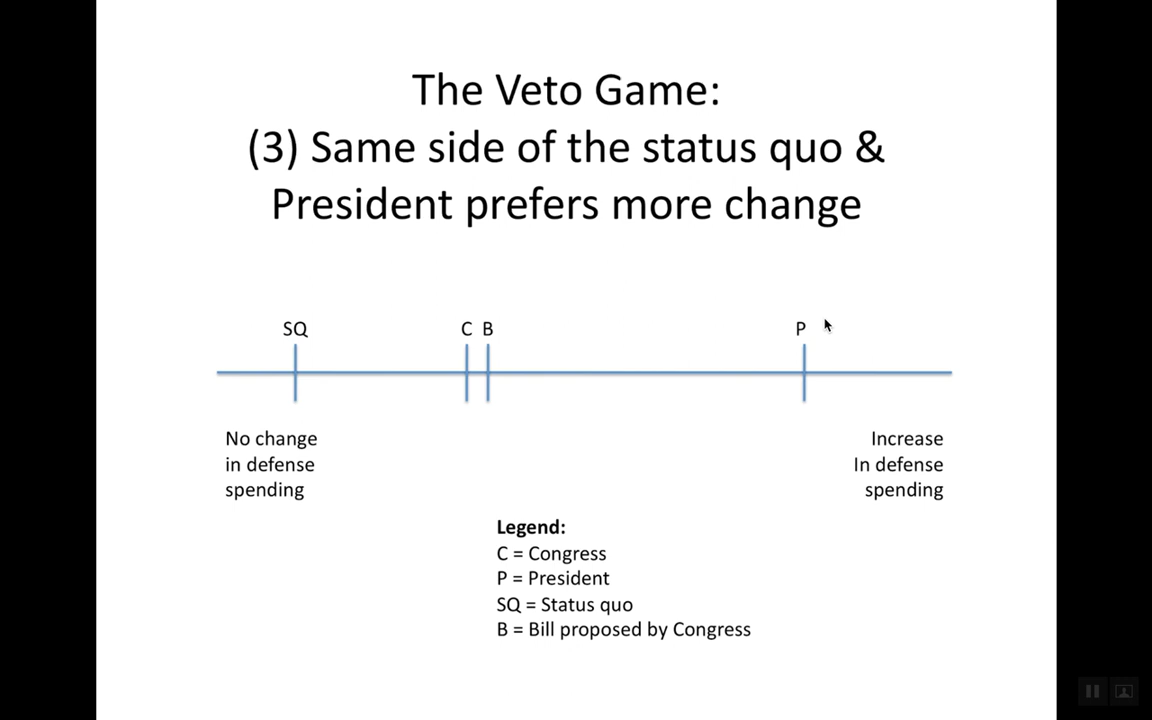 The Veto Game:
(3) Same side of the status quo &
President prefers more change
SQ C B P
No change
in defense
spending
Increase
In defense
spending
Legend:
C = Congress
P = President
SQ = Status quo
B = Bill proposed by Congress